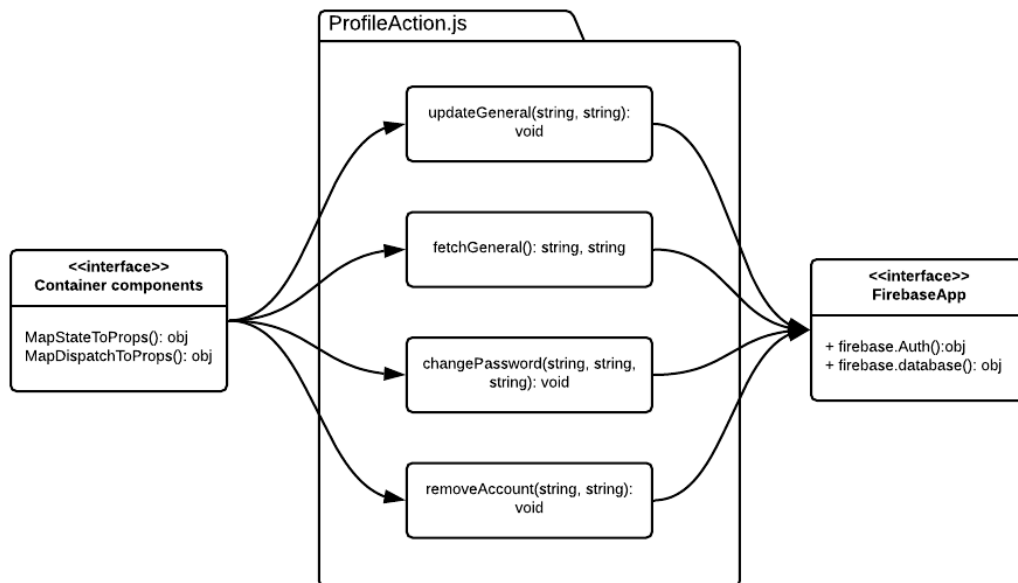 ProfileAction.js
updateGeneral(string, string):
void
fetchGeneral(): string, string
<<interface>>
Container components
MapStateToProps(): obj
MapDispatchToProps(): obj
<<interface>>
FirebaseApp
+ firebase.Auth():obj
+ firebase.database(): obj
changePassword(string, string,
string): void
removeAccount(string, string):
void